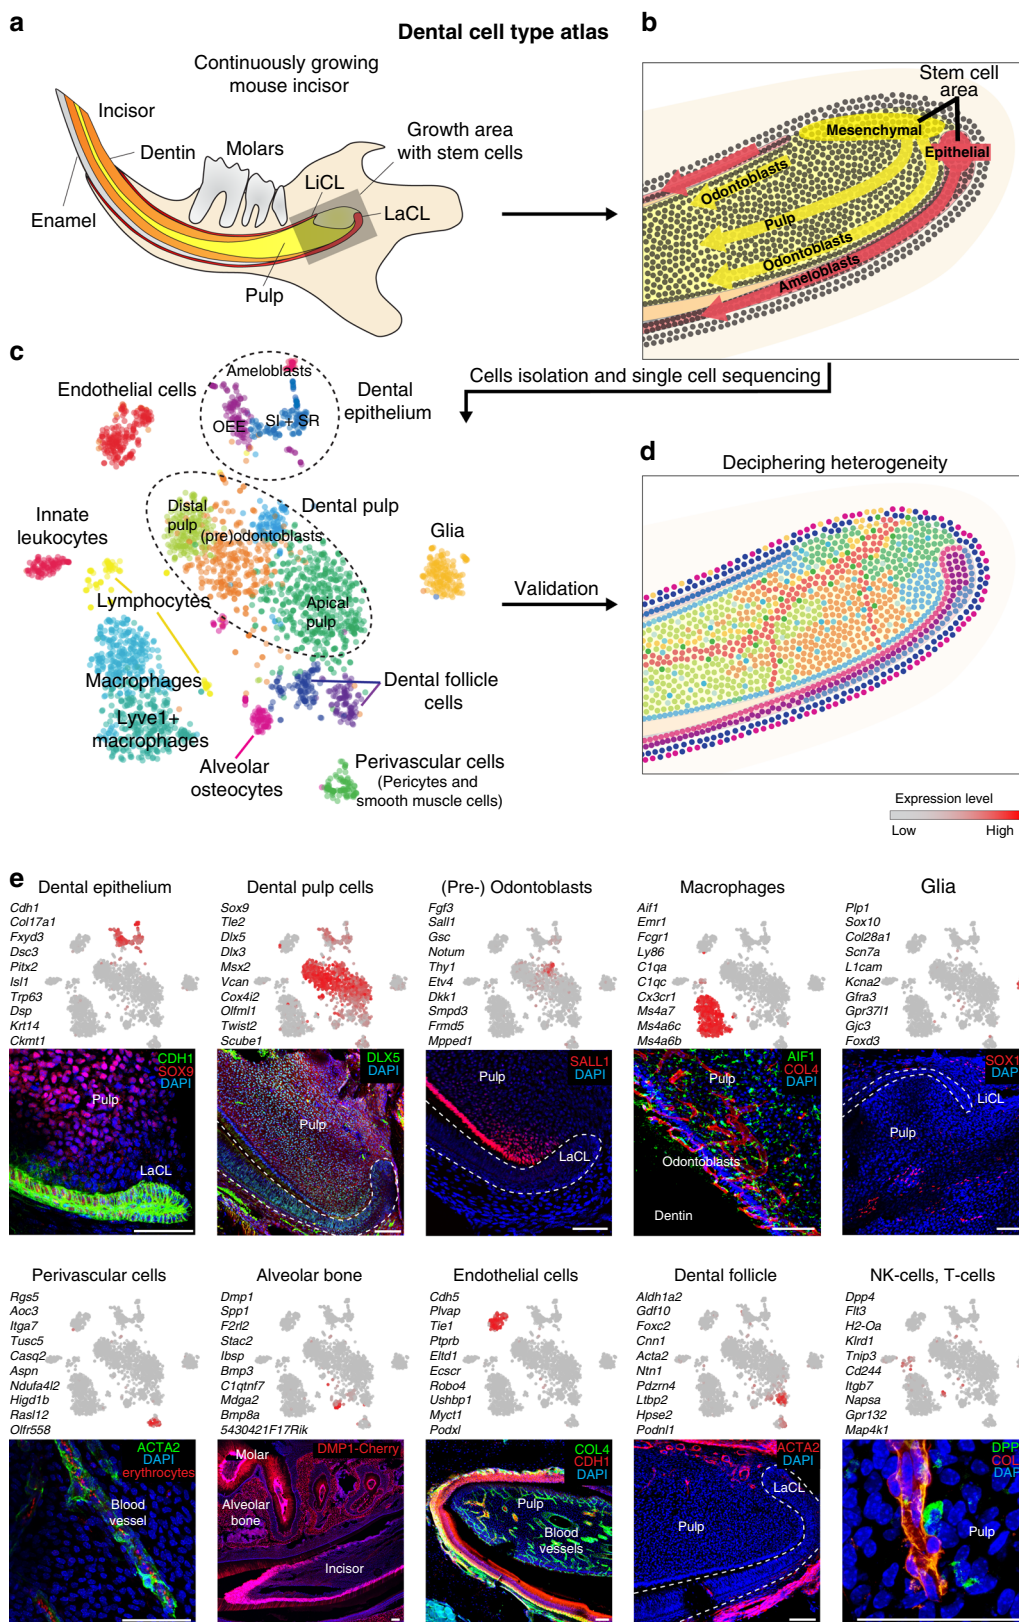 a
Dental cell type atlas
b
Continuously growing
mouse incisor
Incisor
Dentin
Molars
Growth area
with stem cells
LiCL
LaCL
Enamel
Pulp
Stem cell
area
Mesenchymal
Epithelial
Odontoblasts
Pulp
Odontoblasts
Ameloblasts
c
Cells isolation and single cell sequencing
Endothelial cells
Ameloblasts
Dental
epithelium
OEE
SI + SR
Innate
leukocytes
Distal
pulp
Dental pulp
(pre)odontoblasts
Glia
Lymphocytes
Apical
pulp
Macrophages
Lyve1+
macrophages
Dental follicle
cells
Alveolar
osteocytes
Perivascular cells
(Pericytes and
smooth muscle cells)
Validation
d
Deciphering heterogeneity
Expression level
Low
High
e
Dental epithelium
Cdh1
Col17a1
Fxyd3
Dsc3
Pitx2
Isl1
Trp63
Dsp
Krt14
Ckmt1
CDH1
SOX9
DAPI
Pulp
LaCL
Dental pulp cells
Sox9
Tle2
Dlx5
Dlx3
Msx2
Vcan
Cox4i2
Olfml1
Twist2
Scube1
DLX5
DAPI
Pulp
(Pre-) Odontoblasts
Fgf3
Sall1
Gsc
Notum
Thy1
Etv4
Dkk1
Smpd3
Frmd5
Mpped1
SALL1
DAPI
Pulp
LaCL
Macrophages
Aif1
Emr1
Fcgr1
Ly86
C1qa
C1qc
Cx3cr1
Ms4a7
Ms4a6c
Ms4a6b
AIF1
COL4
DAPI
Pulp
Odontoblasts
Dentin
Glia
Plp1
Sox10
Col28a1
Scn7a
L1cam
Kcna2
Gfra3
Gpr37l1
Gjc3
Foxd3
SOX1
DAPI
LiCL
Pulp
Perivascular cells
Rgs5
Aoc3
Itga7
Tusc5
Casq2
Aspn
Ndufa4l2
Higd1b
Rasl12
Olfr558
ACTA2
DAPI
erythrocytes
Blood
vessel
Alveolar bone
Dmp1
Spp1
F2rl2
Stac2
Ibsp
Bmp3
C1qtnf7
Mdga2
Bmp8a
5430421F17Rik
DMP1-Cherry
Molar
Alveolar
bone
Incisor
Endothelial cells
Cdh5
Plvap
Tie1
Ptprb
Eltd1
Ecscr
Robo4
Ushbp1
Myct1
Podxl
COL4
CDH1
DAPI
Pulp
Blood
vessels
Dental follicle
Aldh1a2
Gdf10
Foxc2
Cnn1
Acta2
Ntn1
Pdzrn4
Ltbp2
Hpse2
Podnl1
ACTA2
DAPI
LaCL
Pulp
NK-cells, T-cells
Dpp4
Flt3
H2-Oa
Klrd1
Tnip3
Cd244
Itgb7
Napsa
Gpr132
Map4k1
DPP
COL
DAPI
Pulp